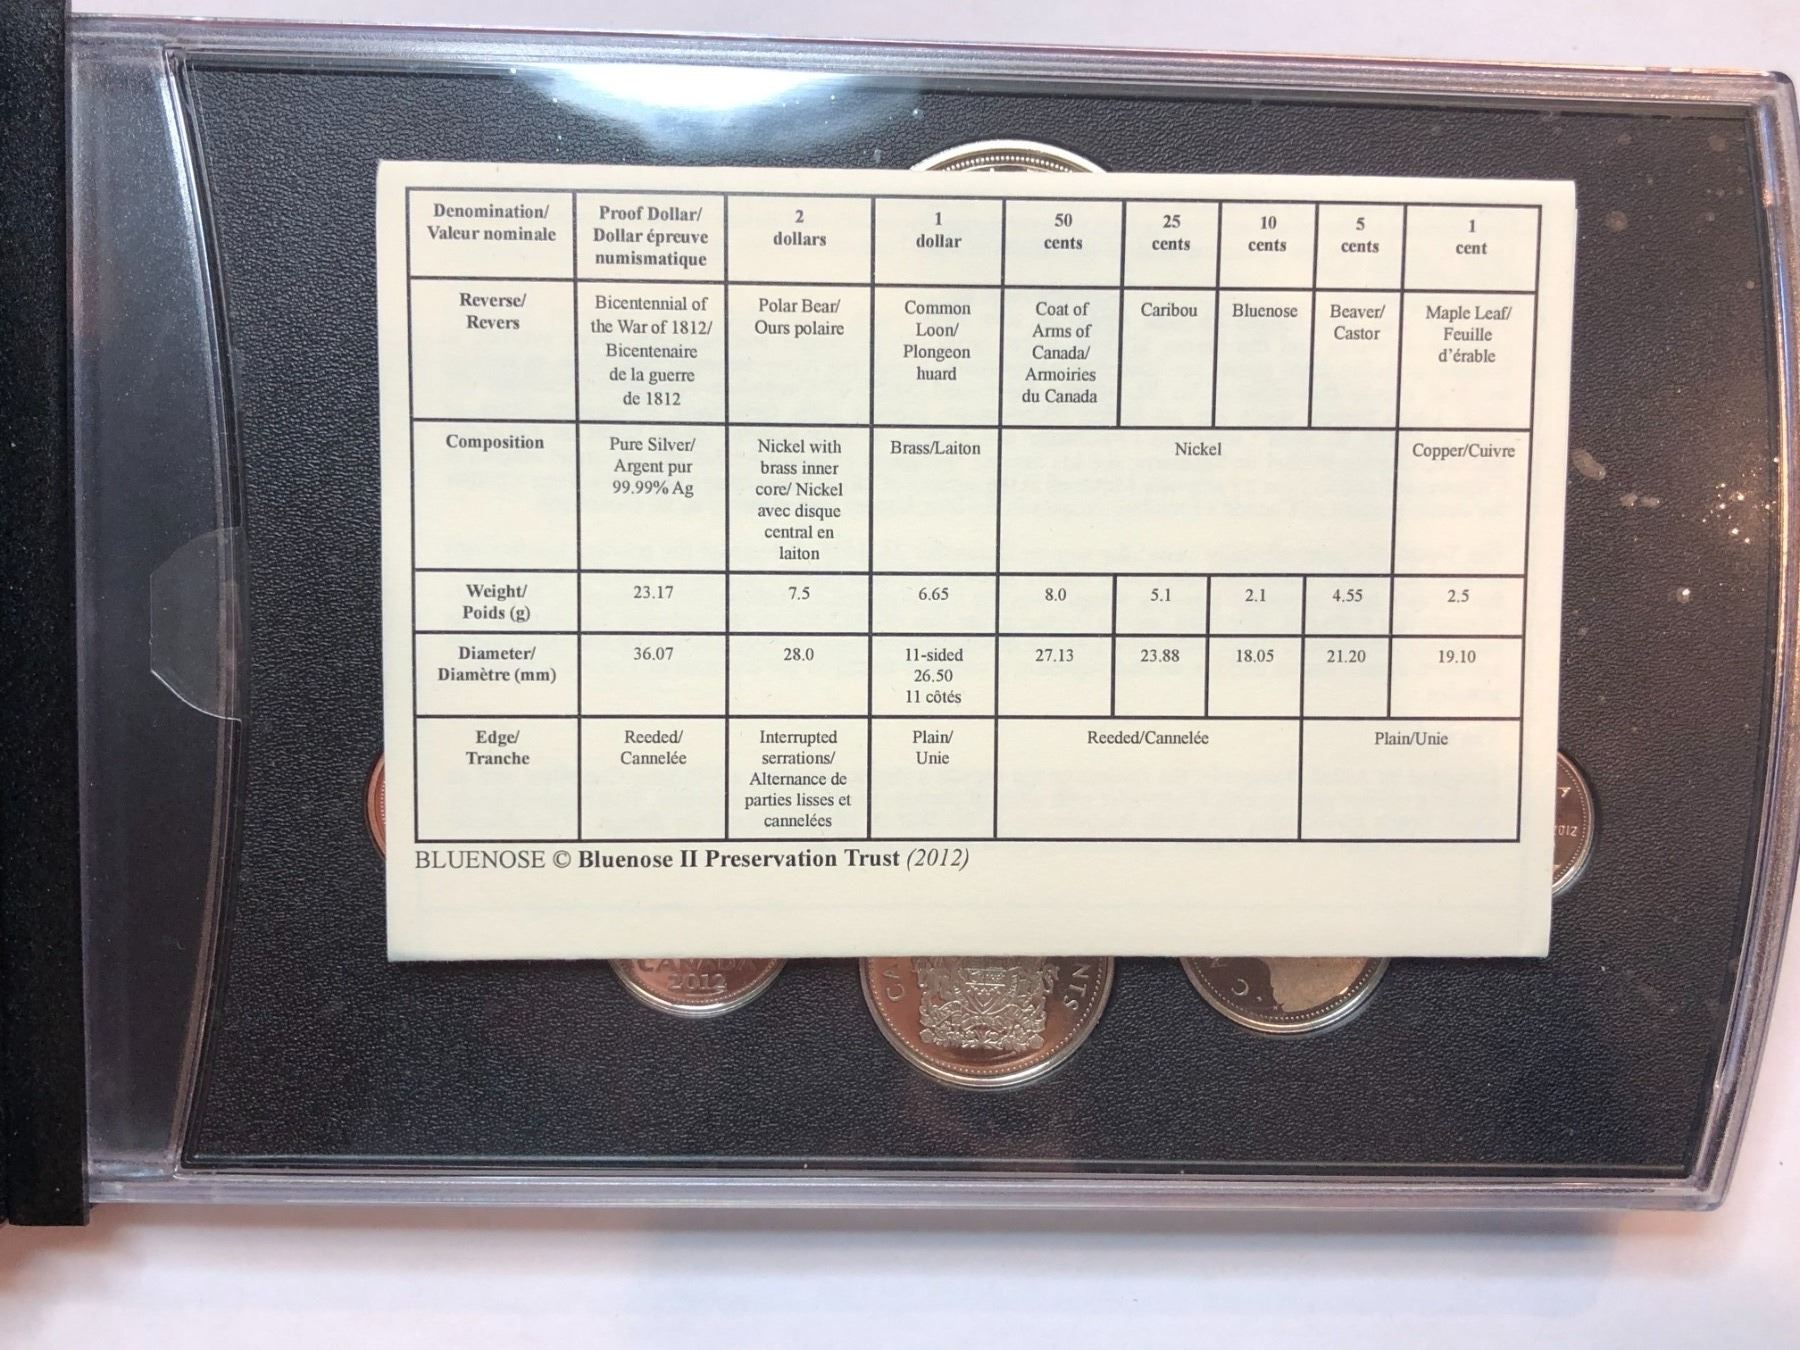 Denomination/
Valeur nominale
Proof Dollar/
Dollar épreuve
numismatique
2
dollars
1
dollar
50
cents
25
cents
10
cents
5
cents
1
cent
Reverse/
Revers
Bicentennial of
the War of 1812/
Bicentenaire
de la guerre
de 1812
Polar Bear/
Ours polaire
Common
Loon/
Plongeon
huard
Coat of
Arms of
Canada/
Armoiries
du Canada
Caribou
Bluenose
Beaver/
Castor
Maple Leaf/
Feuille
d'érable
Composition
Pure Silver/
Argent pur
99.99% Ag
Nickel with
brass inner
core/ Nickel
avec disque
central en
laiton
Brass/Laiton
Nickel
Copper/Cuivre
Weight/
Poids (g)
23.17
7.5
6.65
8.0
5.1
2.1
4.55
2.5
Diameter/
Diamètre (mm)
36.07
28.0
11-sided
26.50
11 côtés
27.13
23.88
18.05
21.20
19.10
Edge/
Tranche
Reeded/
Cannelée
Interrupted
serrations/
Alternance de
parties lisses et
cannelées
Plain/
Unie
Reeded/Cannelée
Plain/Unie
BLUENOSE © Bluenose II Preservation Trust (2012)
CANADA
2012